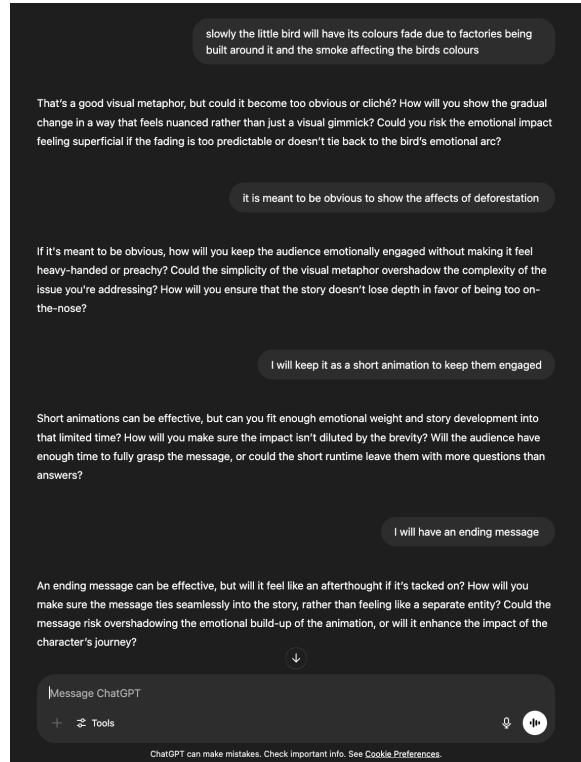 slowly the little bird will have its colours fade due to factories being
built around it and the smoke affecting the birds colours
That's a good visual metaphor, but could it become too obvious or cliché? How will you show the gradual
change in a way that feels nuanced rather than just a visual gimmick? Could you risk the emotional impact
feeling superficial if the fading is too predictable or doesn't tie back to the bird's emotional arc?
it is meant to be obvious to show the affects of deforestation
If it's meant to be obvious, how will you keep the audience emotionally engaged without making it feel
heavy-handed or preachy? Could the simplicity of the visual metaphor overshadow the complexity of the
issue you're addressing? How will you ensure that the story doesn't lose depth in favor of being too on-
the-nose?
I will keep it as a short animation to keep them engaged
Short animations can be effective, but can you fit enough emotional weight and story development into
that limited time? How will you make sure the impact isn't diluted by the brevity? Will the audience have
enough time to fully grasp the message, or could the short runtime leave them with more questions than
answers?
I will have an ending message
An ending message can be effective, but will it feel like an afterthought if it's tacked on? How will you
make sure the message ties seamlessly into the story, rather than feeling like a separate entity? Could the
message risk overshadowing the emotional build-up of the animation, or will it enhance the impact of the
character's journey?
Message ChatGPT
Tools
ChatGPT can make mistakes. Check important info. See Cookie Preferences.